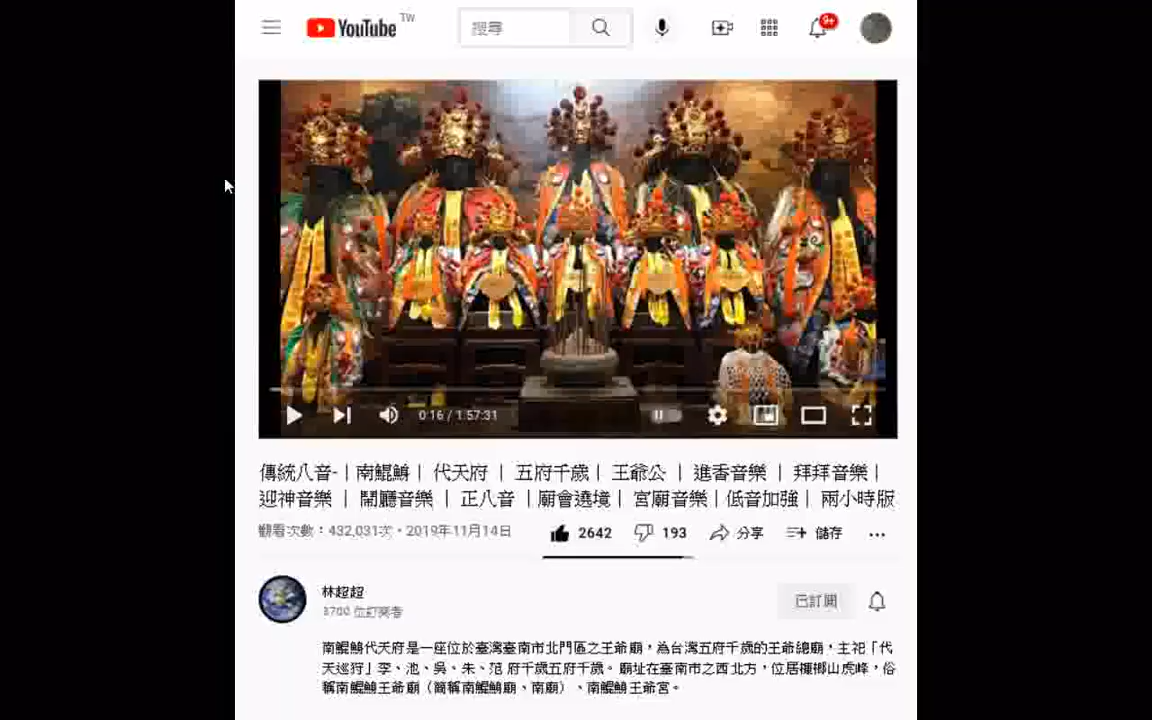 YouTube TW
搜尋
9+
0:16 / 1:57:31
傳統八音-｜南鯤鯓｜ 代天府 ｜ 五府千歲｜ 王爺公 ｜ 進香音樂 ｜ 拜拜音樂｜
迎神音樂 ｜ 鬧廳音樂 ｜ 正八音 ｜廟會遶境｜ 宮廟音樂｜低音加強｜ 兩小時版
觀看次數：432,031次・2019年11月14日 2642 193 分享 儲存
林超超
已訂閱
3700 位訂閱者
南鯤鯓代天府是一座位於臺灣臺南市北門區之王爺廟，為台灣五府千歲的王爺總廟，主祀「代
天巡狩」李、池、吳、朱、范 府千歲五府千歲。廟址在臺南市之西北方，位居槺榔山虎峰，俗
稱南鯤鯓王爺廟（簡稱南鯤鯓廟、南廟）、南鯤鯓王爺宮。